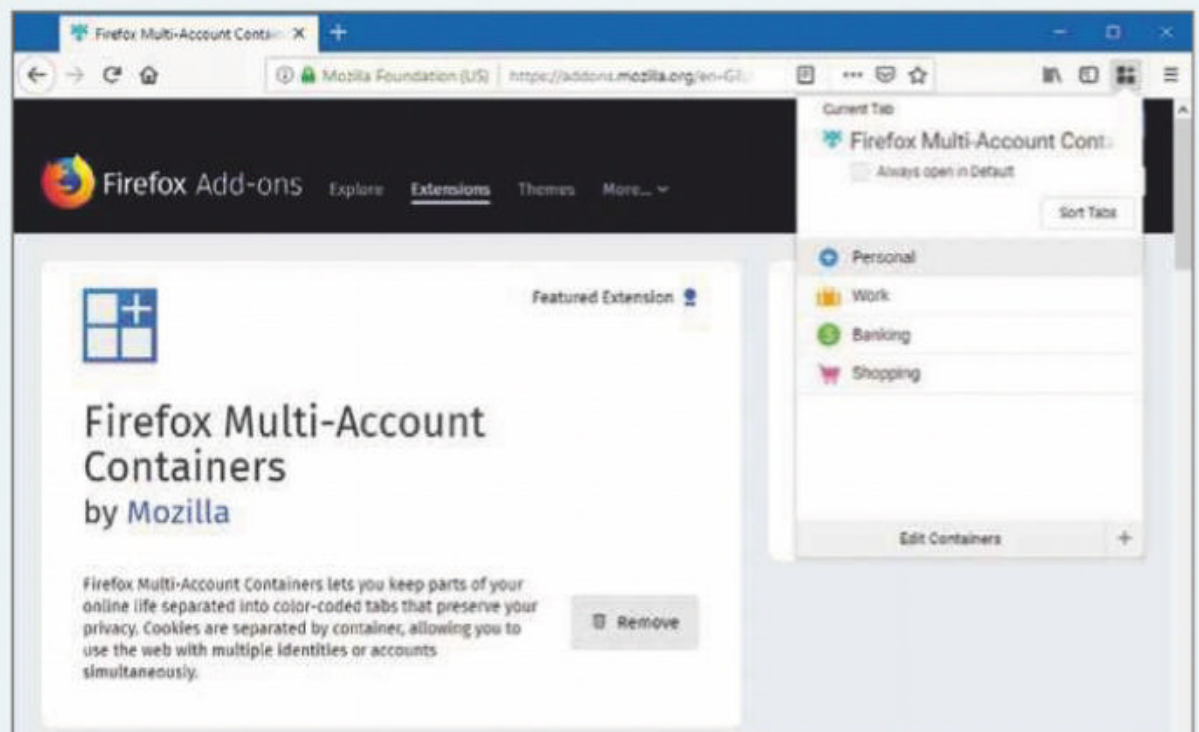 Firefox Multi-Account Contain
Mozilla Foundation (US) https://addons.mozilla.org/en-GB/
Current Tab
Firefox Multi-Account Cont
Always open in Default
Sort Tabs
Firefox Add-ons Explore Extensions Themes More...
Personal
Work
Banking
Shopping
Edit Containers +
Featured Extension
Firefox Multi-Account
Containers
by Mozilla
Firefox Multi-Account Containers lets you keep parts of your
online life separated into color-coded tabs that preserve your
privacy. Cookies are separated by container, allowing you to
use the web with multiple identities or accounts
simultaneously.
Remove